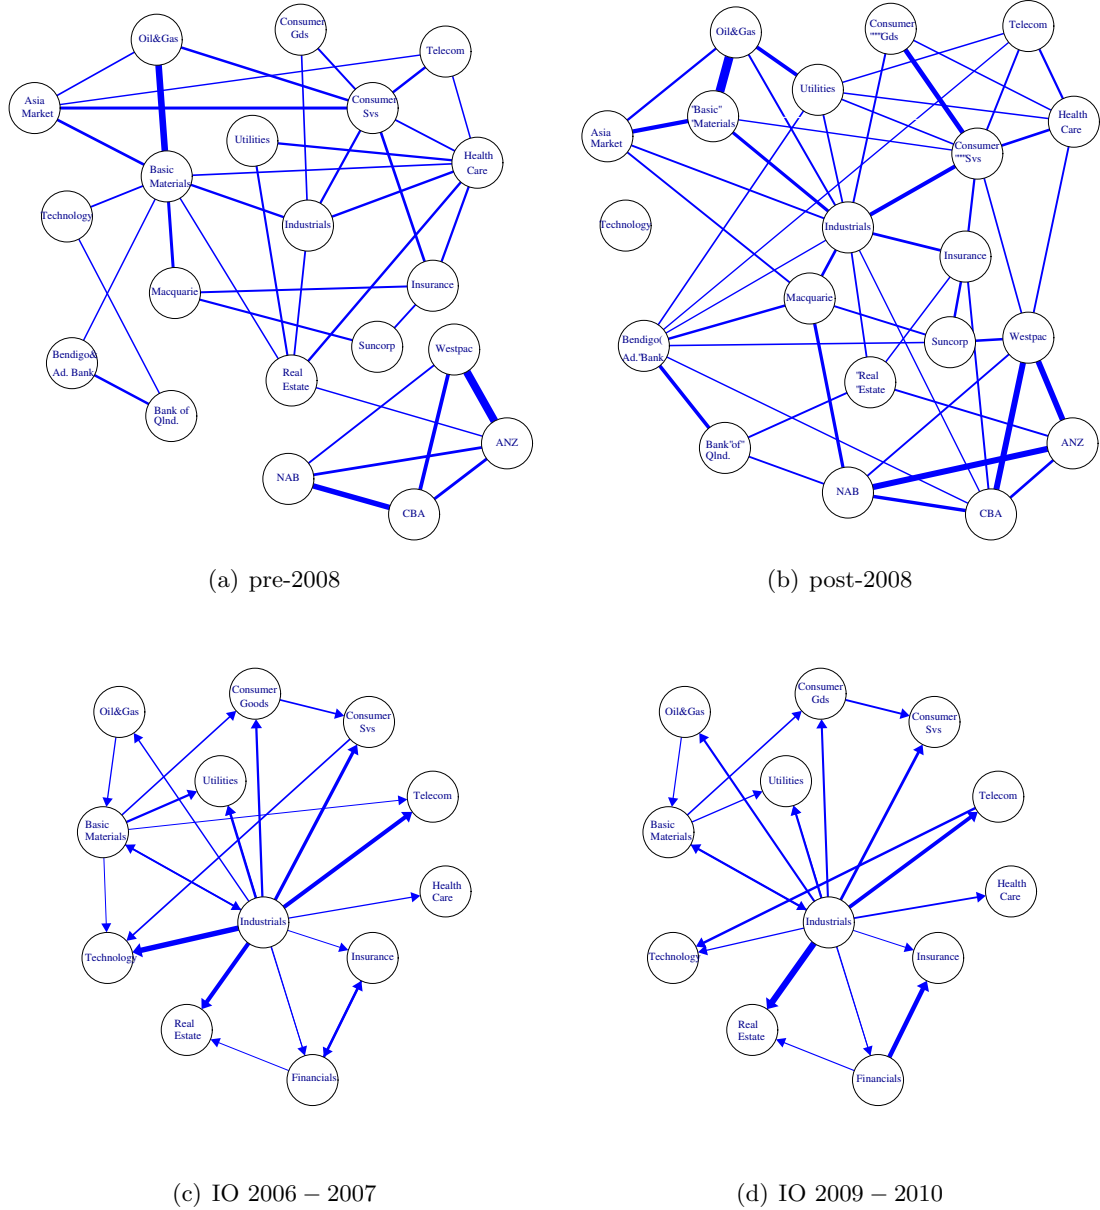 Consumer
Gds
Oil&Gas
Telecom
Asia
Market
Consumer
Svs
Utilities
Health
Care
Basic
Materials
Technology
Industrials
Macquarie
Insurance
Suncorp
Westpac
Bendigo&
Ad. Bank
Real
Estate
Bank of
Qlnd.
ANZ
NAB
CBA
(a) pre-2008
Oil&Gas
Consumer
"""Gds
Telecom
Utilities
"Basic"
"Materials
Health
Care
Asia
Market
Consumer
"""Svs
Technology
Industrials
Insurance
Macquarie
Bendigo(
Ad."Bank
Suncorp
Westpac
"Real
"Estate
Bank"of"
Qlnd.
ANZ
NAB
CBA
(b) post-2008
Consumer
Goods
Oil&Gas
Consumer
Svs
Utilities
Telecom
Basic
Materials
Health
Care
Industrials
Technology
Insurance
Real
Estate
Financials
(c) IO 2006 − 2007
Consumer
Gds
Oil&Gas
Consumer
Svs
Utilities
Telecom
Basic
Materials
Health
Care
Industrials
Technology
Insurance
Real
Estate
Financials
(d) IO 2009 − 2010